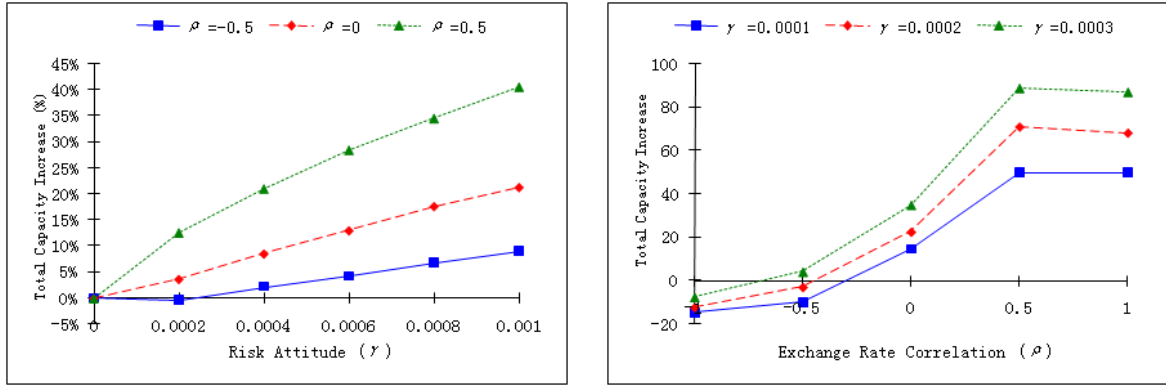 ρ=-0.5 ρ=0 ρ=0.5
45%
40%
35%
30%
25%
20%
15%
10%
5%
0%
-5%
Total Capacity Increase (%)
0 0.0002 0.0004 0.0006 0.0008 0.001
Risk Attitude (γ)
γ=0.0001 γ=0.0002 γ=0.0003
100
80
60
40
20
0
-20
Total Capacity Increase
-0.5 0 0.5 1
Exchange Rate Correlation (ρ)